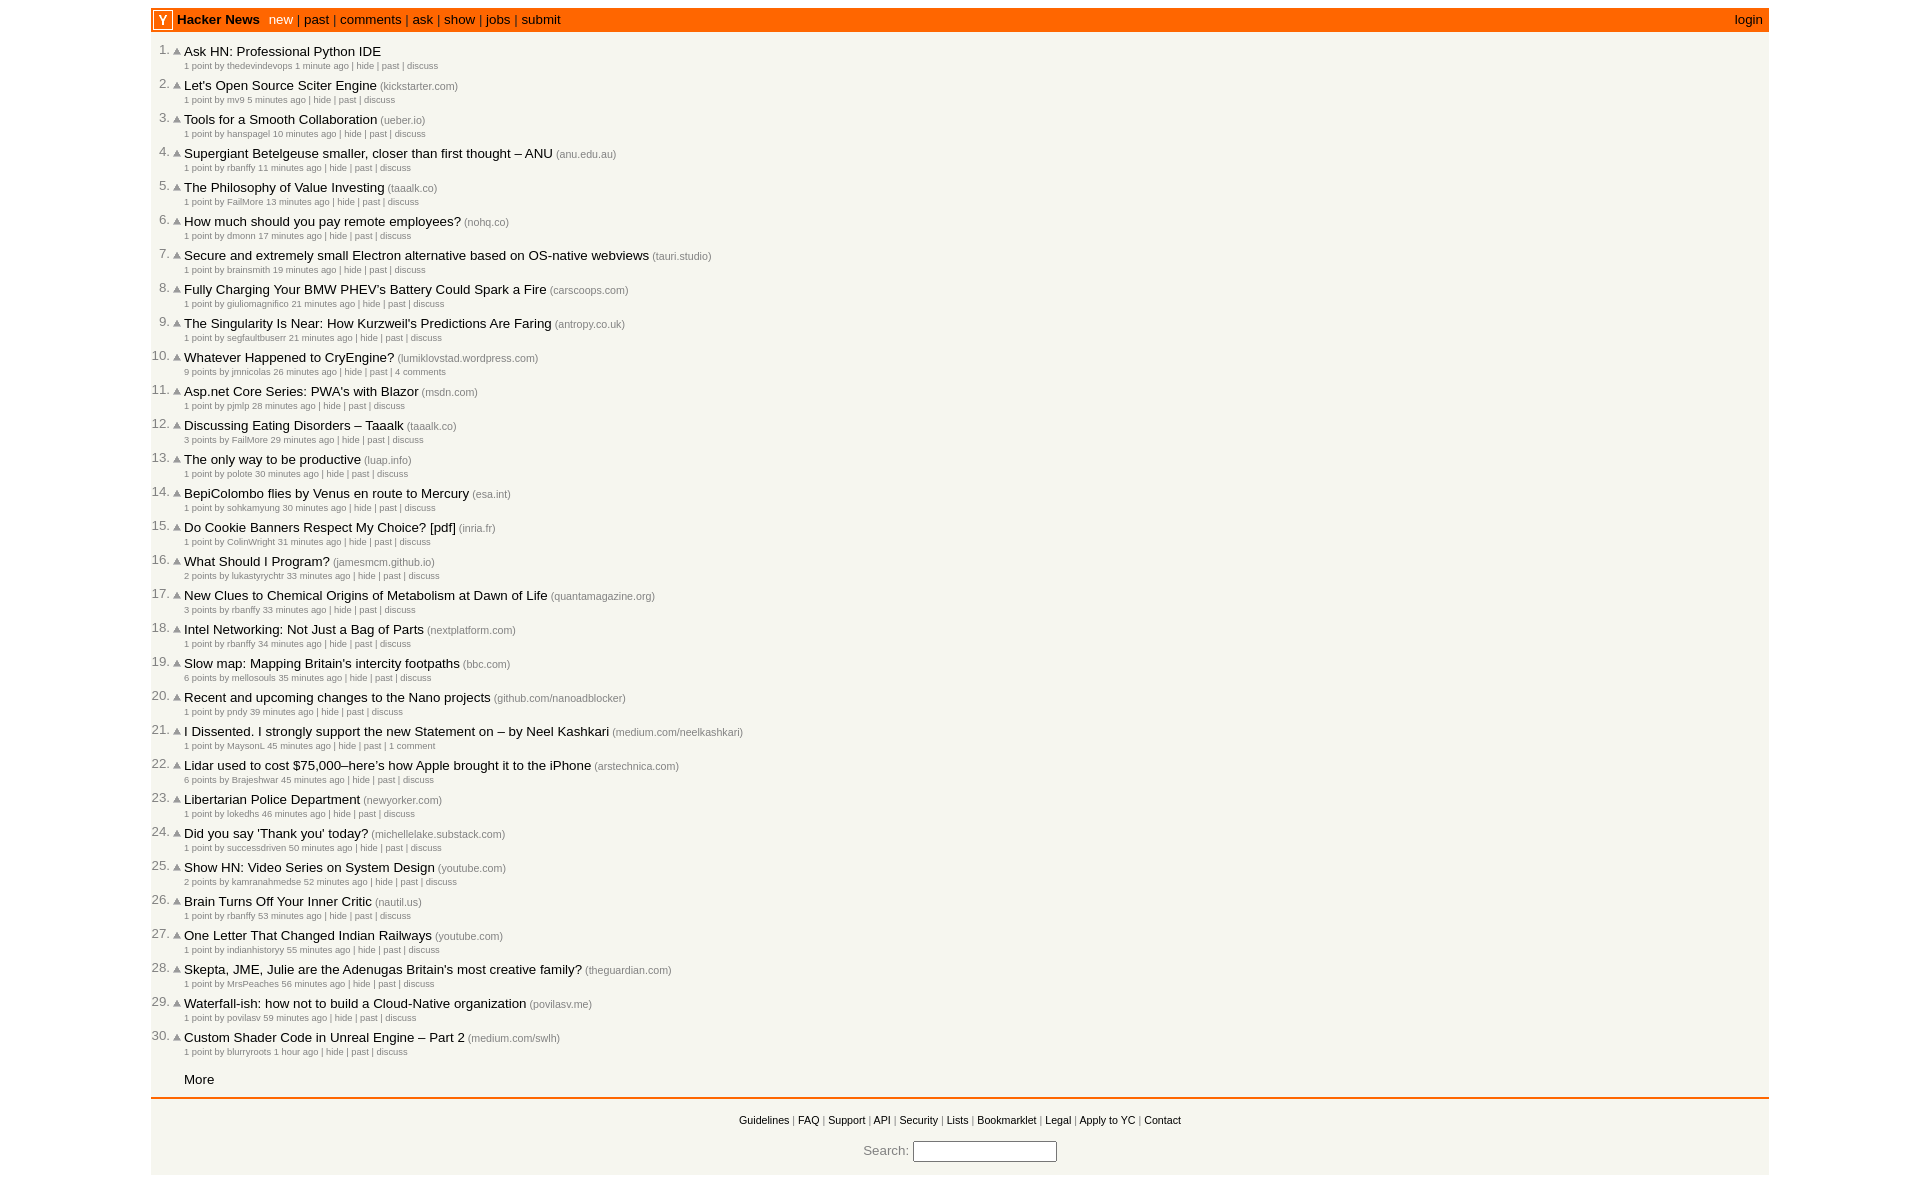 Y Hacker News new | past | comments | ask | show | jobs | submit login
1. Ask HN: Professional Python IDE
1 point by thedevindevops 1 minute ago | hide | past | discuss
2. Let's Open Source Sciter Engine (kickstarter.com)
1 point by mv9 5 minutes ago | hide | past | discuss
3. Tools for a Smooth Collaboration (ueber.io)
1 point by hanspagel 10 minutes ago | hide | past | discuss
4. Supergiant Betelgeuse smaller, closer than first thought – ANU (anu.edu.au)
1 point by rbanffy 11 minutes ago | hide | past | discuss
5. The Philosophy of Value Investing (taaalk.co)
1 point by FailMore 13 minutes ago | hide | past | discuss
6. How much should you pay remote employees? (nohq.co)
1 point by dmonn 17 minutes ago | hide | past | discuss
7. Secure and extremely small Electron alternative based on OS-native webviews (tauri.studio)
1 point by brainsmith 19 minutes ago | hide | past | discuss
8. Fully Charging Your BMW PHEV's Battery Could Spark a Fire (carscoops.com)
1 point by giuliomagnifico 21 minutes ago | hide | past | discuss
9. The Singularity Is Near: How Kurzweil's Predictions Are Faring (antropy.co.uk)
1 point by segfaultbuserr 21 minutes ago | hide | past | discuss
10. Whatever Happened to CryEngine? (lumiklovstad.wordpress.com)
9 points by jmnicolas 26 minutes ago | hide | past | 4 comments
11. Asp.net Core Series: PWA's with Blazor (msdn.com)
1 point by pjmlp 28 minutes ago | hide | past | discuss
12. Discussing Eating Disorders – Taaalk (taaalk.co)
3 points by FailMore 29 minutes ago | hide | past | discuss
13. The only way to be productive (luap.info)
1 point by polote 30 minutes ago | hide | past | discuss
14. BepiColombo flies by Venus en route to Mercury (esa.int)
1 point by sohkamyung 30 minutes ago | hide | past | discuss
15. Do Cookie Banners Respect My Choice? [pdf] (inria.fr)
1 point by ColinWright 31 minutes ago | hide | past | discuss
16. What Should I Program? (jamesmcm.github.io)
2 points by lukastyrychtr 33 minutes ago | hide | past | discuss
17. New Clues to Chemical Origins of Metabolism at Dawn of Life (quantamagazine.org)
3 points by rbanffy 33 minutes ago | hide | past | discuss
18. Intel Networking: Not Just a Bag of Parts (nextplatform.com)
1 point by rbanffy 34 minutes ago | hide | past | discuss
19. Slow map: Mapping Britain's intercity footpaths (bbc.com)
6 points by mellosouls 35 minutes ago | hide | past | discuss
20. Recent and upcoming changes to the Nano projects (github.com/nanoadblocker)
1 point by pndy 39 minutes ago | hide | past | discuss
21. I Dissented. I strongly support the new Statement on – by Neel Kashkari (medium.com/neelkashkari)
1 point by MaysonL 45 minutes ago | hide | past | 1 comment
22. Lidar used to cost $75,000–here’s how Apple brought it to the iPhone (arstechnica.com)
6 points by Brajeshwar 45 minutes ago | hide | past | discuss
23. Libertarian Police Department (newyorker.com)
1 point by lokedhs 46 minutes ago | hide | past | discuss
24. Did you say 'Thank you' today? (michellelake.substack.com)
1 point by successdriven 50 minutes ago | hide | past | discuss
25. Show HN: Video Series on System Design (youtube.com)
2 points by kamranahmedse 52 minutes ago | hide | past | discuss
26. Brain Turns Off Your Inner Critic (nautil.us)
1 point by rbanffy 53 minutes ago | hide | past | discuss
27. One Letter That Changed Indian Railways (youtube.com)
1 point by indianhistoryy 55 minutes ago | hide | past | discuss
28. Skepta, JME, Julie are the Adenugas Britain's most creative family? (theguardian.com)
1 point by MrsPeaches 56 minutes ago | hide | past | discuss
29. Waterfall-ish: how not to build a Cloud-Native organization (povilasv.me)
1 point by povilasv 59 minutes ago | hide | past | discuss
30. Custom Shader Code in Unreal Engine – Part 2 (medium.com/swlh)
1 point by blurryroots 1 hour ago | hide | past | discuss
More
Guidelines | FAQ | Support | API | Security | Lists | Bookmarklet | Legal | Apply to YC | Contact
Search: